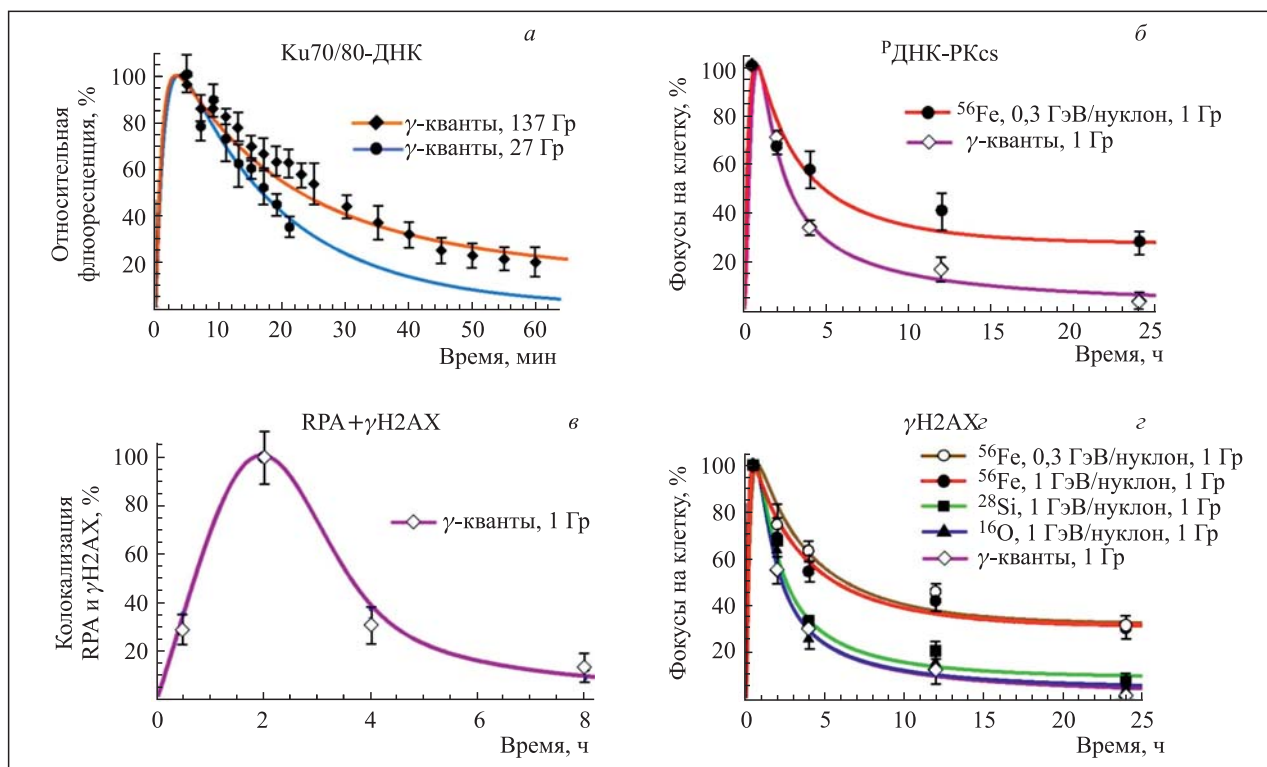 Ku70/80-ДНК
а
Относительная
флюоресценция, %
100
80
60
40
20
γ-кванты, 137 Гр
γ-кванты, 27 Гр
0
10
20
30
40
50
60
Время, мин
ᴾДНК-РКcs
б
Фокусы на клетку, %
100
80
60
40
20
⁵⁶Fe, 0,3 ГэВ/нуклон, 1 Гр
γ-кванты, 1 Гр
0
5
10
15
20
25
Время, ч
RPA+γH2AX
в
Колокализация
RPA и γH2AX, %
100
80
60
40
20
γ-кванты, 1 Гр
0
2
4
6
8
Время, ч
γH2AXг
г
Фокусы на клетку, %
100
80
60
40
20
⁵⁶Fe, 0,3 ГэВ/нуклон, 1 Гр
⁵⁶Fe, 1 ГэВ/нуклон, 1 Гр
²⁸Si, 1 ГэВ/нуклон, 1 Гр
¹⁶O, 1 ГэВ/нуклон, 1 Гр
γ-кванты, 1 Гр
0
5
10
15
20
25
Время, ч